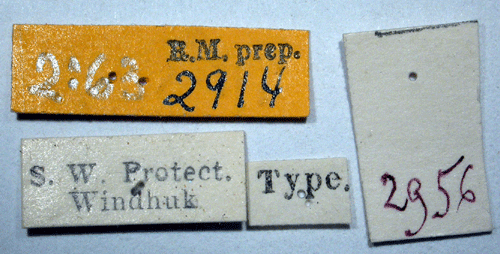 2:63
R.M. prep.
2914
S. W. Protect.
Windhuk
Type.
2956